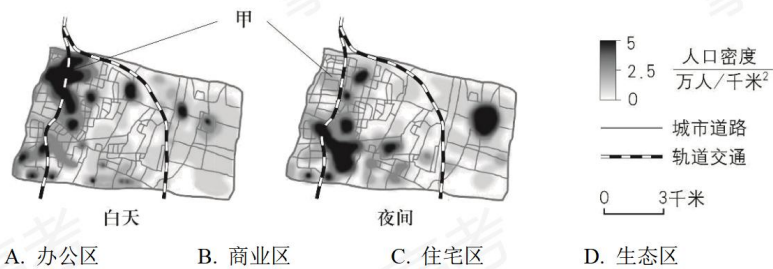 甲
5
2.5
0
人口密度
万人/千米²
城市道路
轨道交通
0 3千米
白天
夜间
A. 办公区 B. 商业区 C. 住宅区 D. 生态区